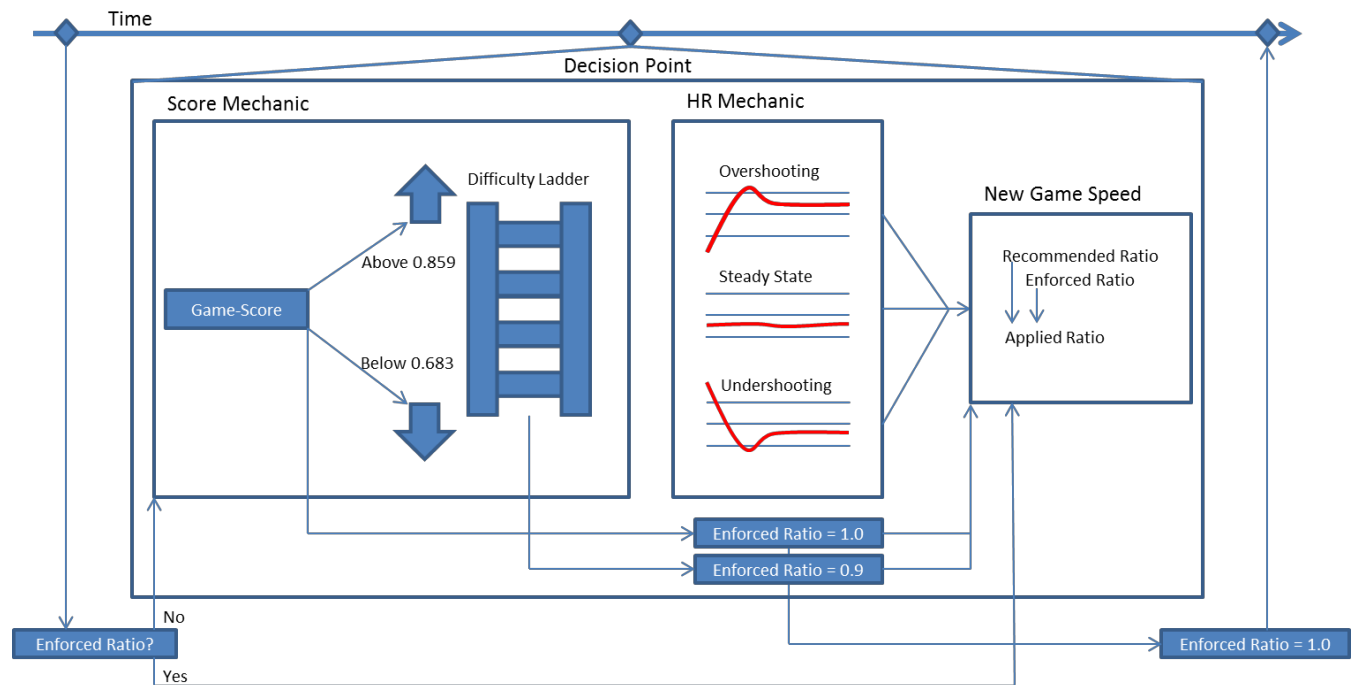 Time
Decision Point
Score Mechanic
HR Mechanic
Difficulty Ladder
Overshooting
New Game Speed
Above 0.859
Recommended Ratio
Enforced Ratio
Steady State
Game-Score
Applied Ratio
Below 0.683
Undershooting
Enforced Ratio = 1.0
Enforced Ratio = 0.9
No
Enforced Ratio?
Enforced Ratio = 1.0
Yes